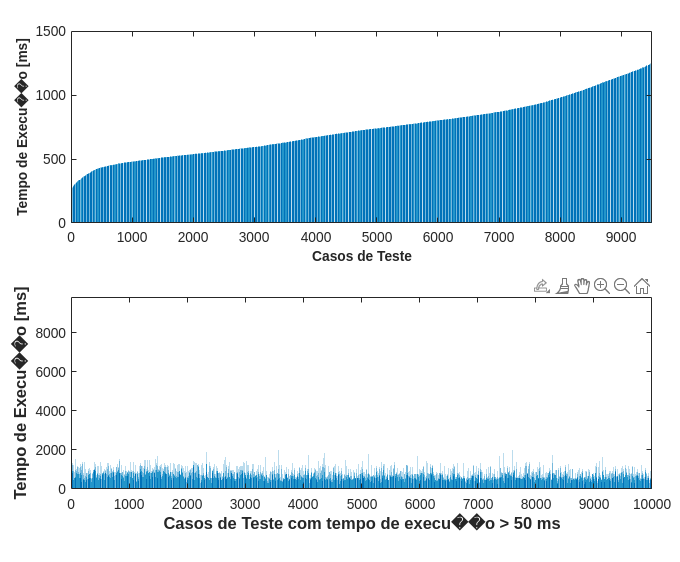 1500
1000
500
0
Tempo de Execu��o [ms]
0 1000 2000 3000 4000 5000 6000 7000 8000 9000
Casos de Teste
8000
6000
4000
2000
0
Tempo de Execu��o [ms]
0 1000 2000 3000 4000 5000 6000 7000 8000 9000 10000
Casos de Teste com tempo de execu��o > 50 ms